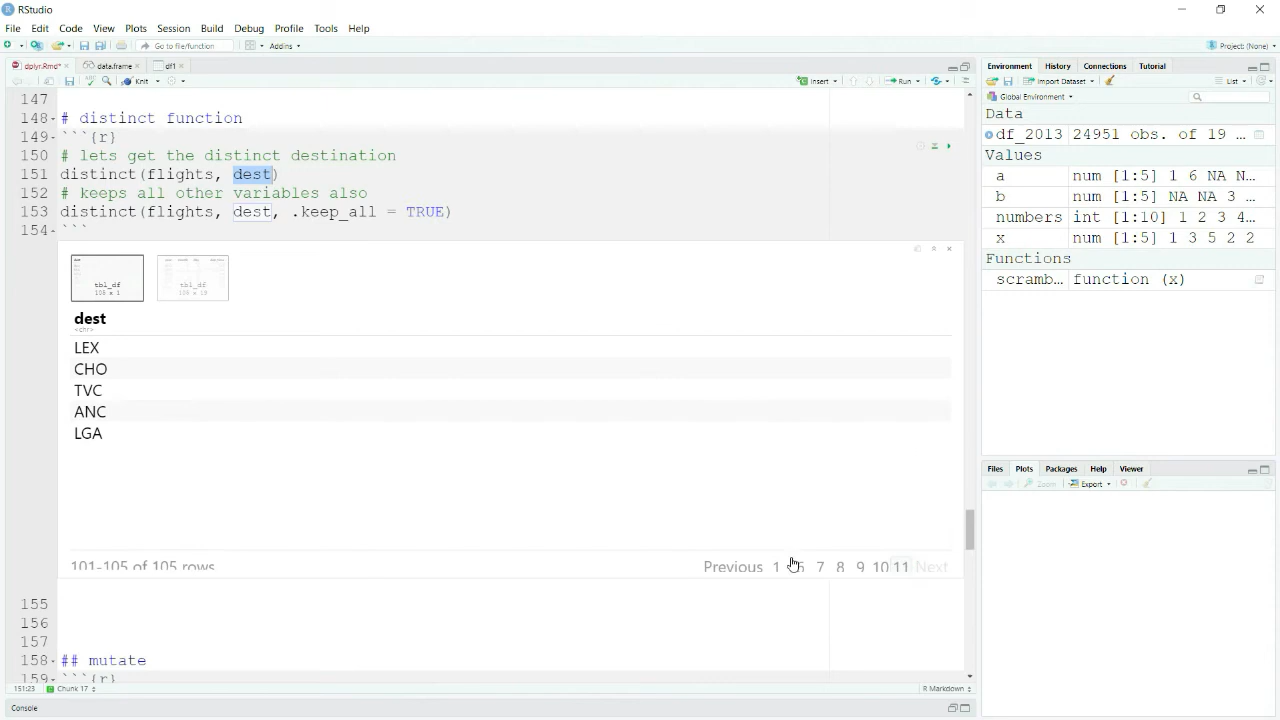 RStudio
File Edit Code View Plots Session Build Debug Profile Tools Help
Go to file/function Addins Project: (None)
dplyr.Rmd* data.frame df1
Knit Insert Run
147
148 # distinct function
149 ```{r}
150 # lets get the distinct destination
151 distinct(flights, dest)
152 # keeps all other variables also
153 distinct(flights, dest, .keep_all = TRUE)
154 ```
tbl_df
105 x 1
tbl_df
105 x 19
dest
<chr>
LEX
CHO
TVC
ANC
LGA
101-105 of 105 rows Previous 1 6 7 8 9 10 11 Next
155
156
157
158 ## mutate
159 ```{r}
151:23 Chunk 17 R Markdown
Console
Environment History Connections Tutorial
Import Dataset List
Global Environment
Data
df_2013 24951 obs. of 19 ...
Values
a num [1:5] 1 6 NA N...
b num [1:5] NA NA 3 ...
numbers int [1:10] 1 2 3 4...
x num [1:5] 1 3 5 2 2
Functions
scramb... function (x)
Files Plots Packages Help Viewer
Zoom Export